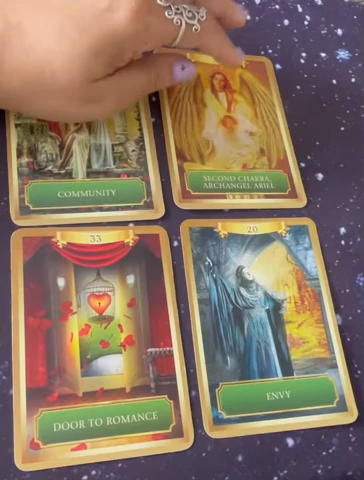 COMMUNITY
SECOND CHAKRA,
ARCHANGEL ARIEL
33
DOOR TO ROMANCE
20
ENVY